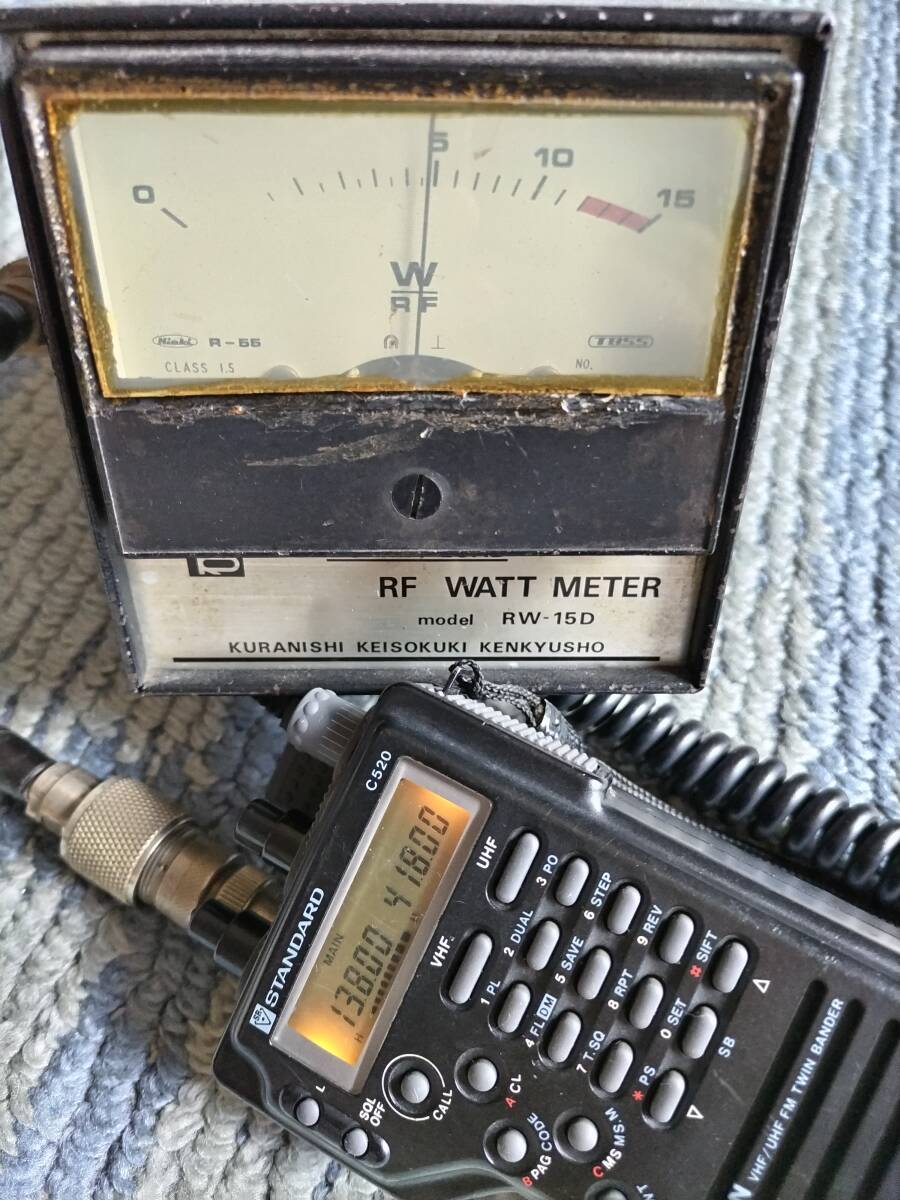 0 5 10 15
W
RF
R-55
TOSS
CLASS 1.5
NO.
RF WATT METER
model RW-15D
KURANISHI KEISOKUKI KENKYUSHO
C520
STANDARD
MAIN
138.00 418.00
H
UHF
VHF
1 PL
2 DUAL
3 PO
4 FL DM
5 SAVE
6 STEP
7 T.SQ
8 RPT
9 REV
* PS
0 SET
# SIFT
△ SB ▽
L
SQL OFF
CALL
A CL
B PAG CODE
C MS MS·M
VHF/UHF FM TWIN BANDER